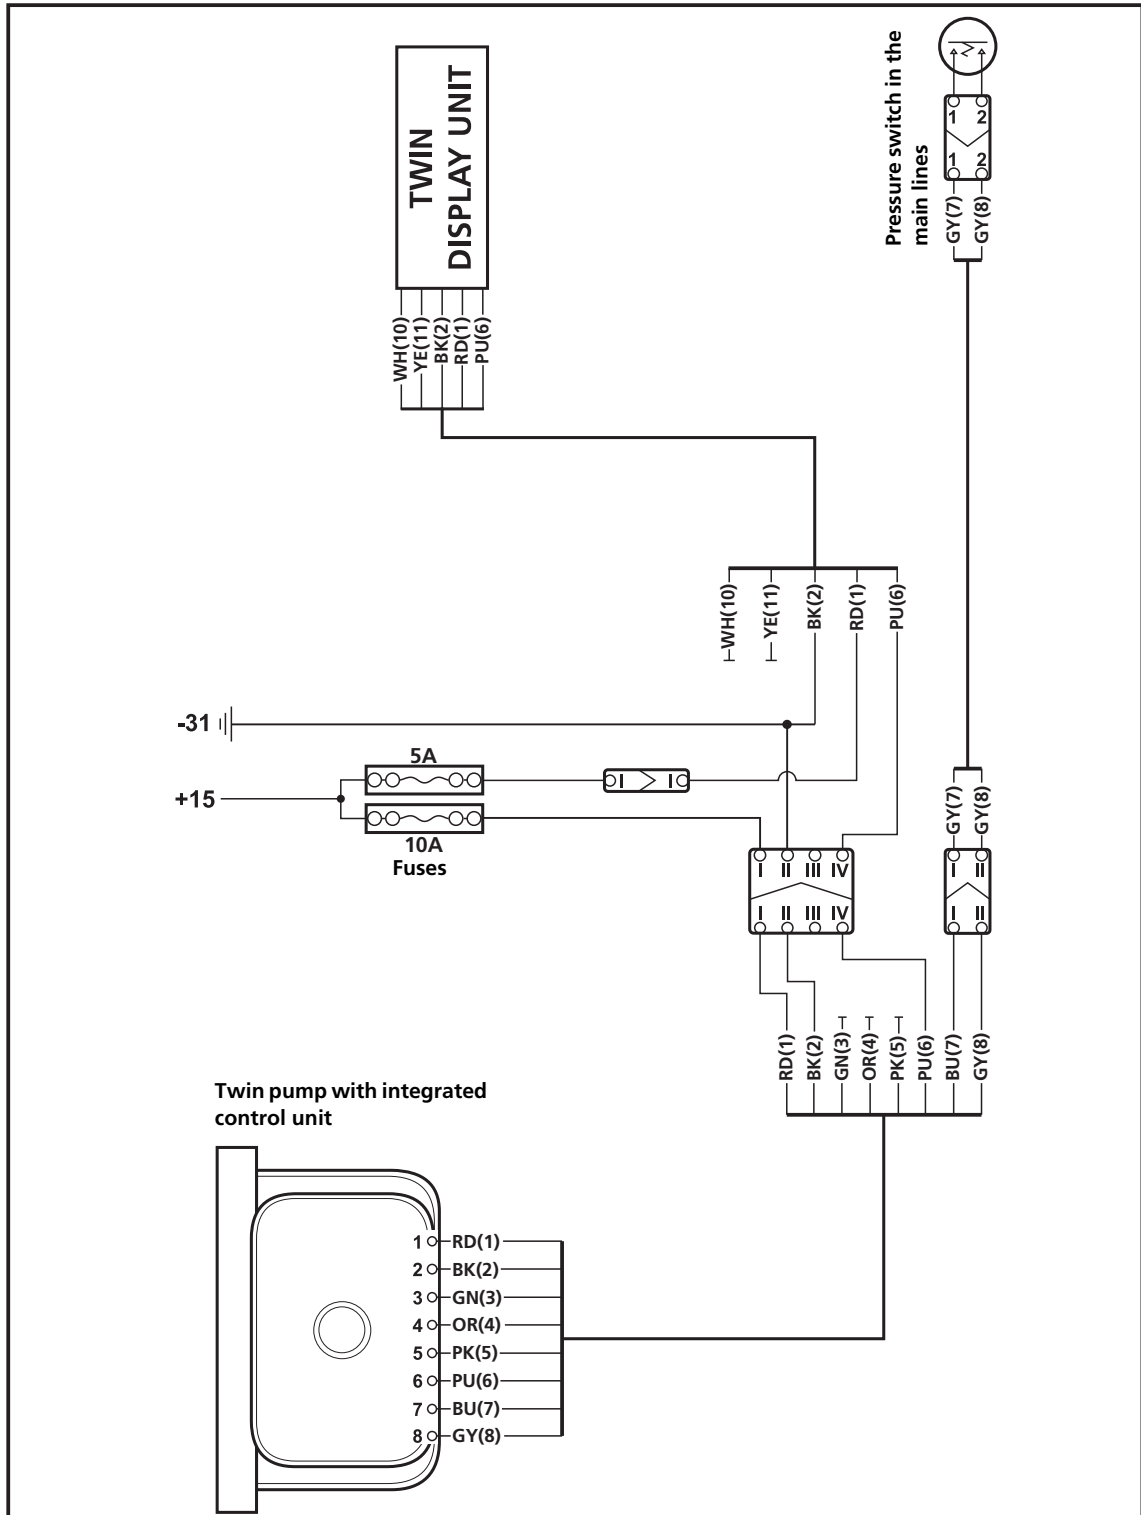 TWIN
DISPLAY UNIT
WH(10)
YE(11)
BK(2)
RD(1)
PU(6)
Pressure switch in the
main lines
1 2
1 2
GY(7)
GY(8)
WH(10)
YE(11)
BK(2)
RD(1)
PU(6)
-31
5A
I I
+15
10A
Fuses
GY(7)
GY(8)
I II III IV
I II III IV
I II
I II
RD(1)
BK(2)
GN(3)
OR(4)
PK(5)
PU(6)
BU(7)
GY(8)
Twin pump with integrated
control unit
1 RD(1)
2 BK(2)
3 GN(3)
4 OR(4)
5 PK(5)
6 PU(6)
7 BU(7)
8 GY(8)